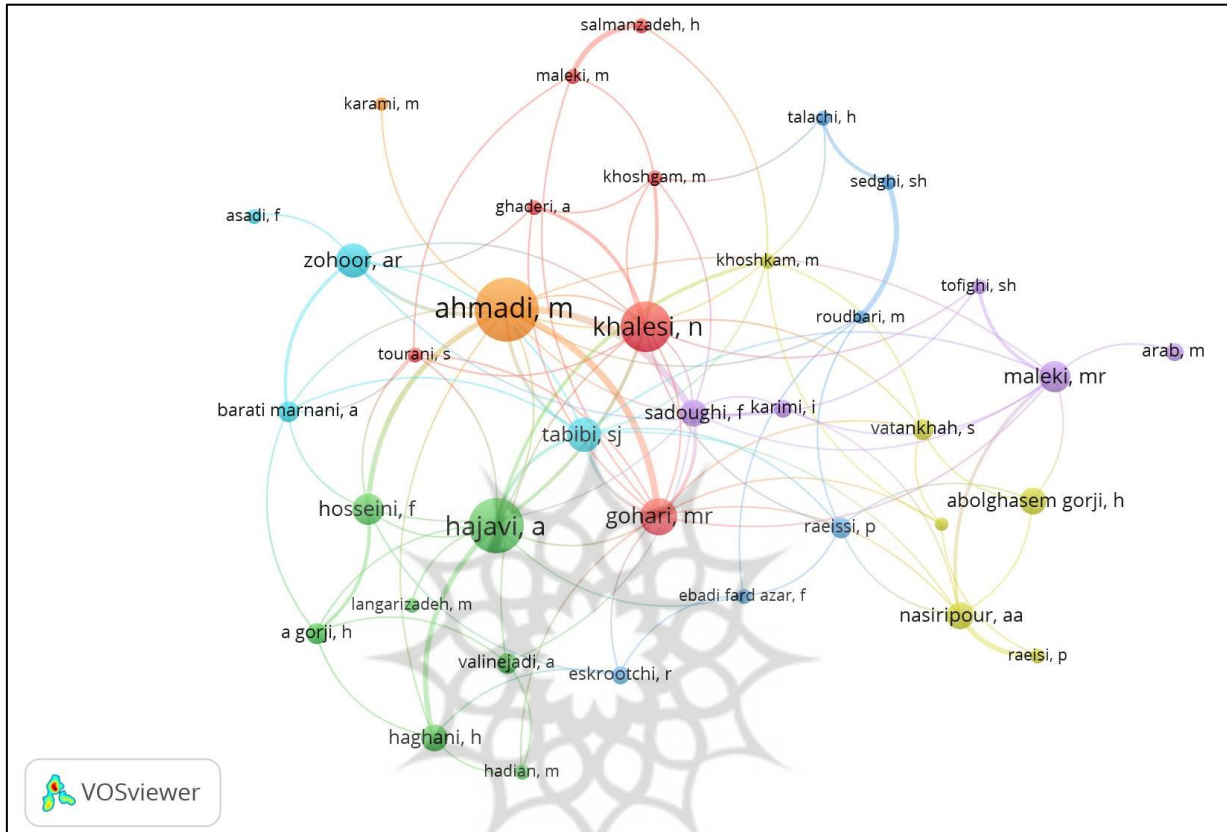 salmanzadeh, h
maleki, m
karami, m
talachi, h
khoshgam, m
sedghi, sh
ghaderi, a
asadi, f
zohoor, ar
khoshkam, m
tofighi, sh
ahmadi, m
khalesi, n
roudbari, m
tourani, s
arab, m
maleki, mr
barati marnani, a
sadoughi, f
karimi, i
tabibi, sj
vatankhah, s
hosseini, f
hajavi, a
gohari, mr
raeissi, p
abolghasem gorji, h
langarizadeh, m
ebadi fard azar, f
nasiripour, aa
a gorji, h
valinejadi, a
eskrootchi, r
raeisi, p
haghani, h
hadian, m
VOSviewer